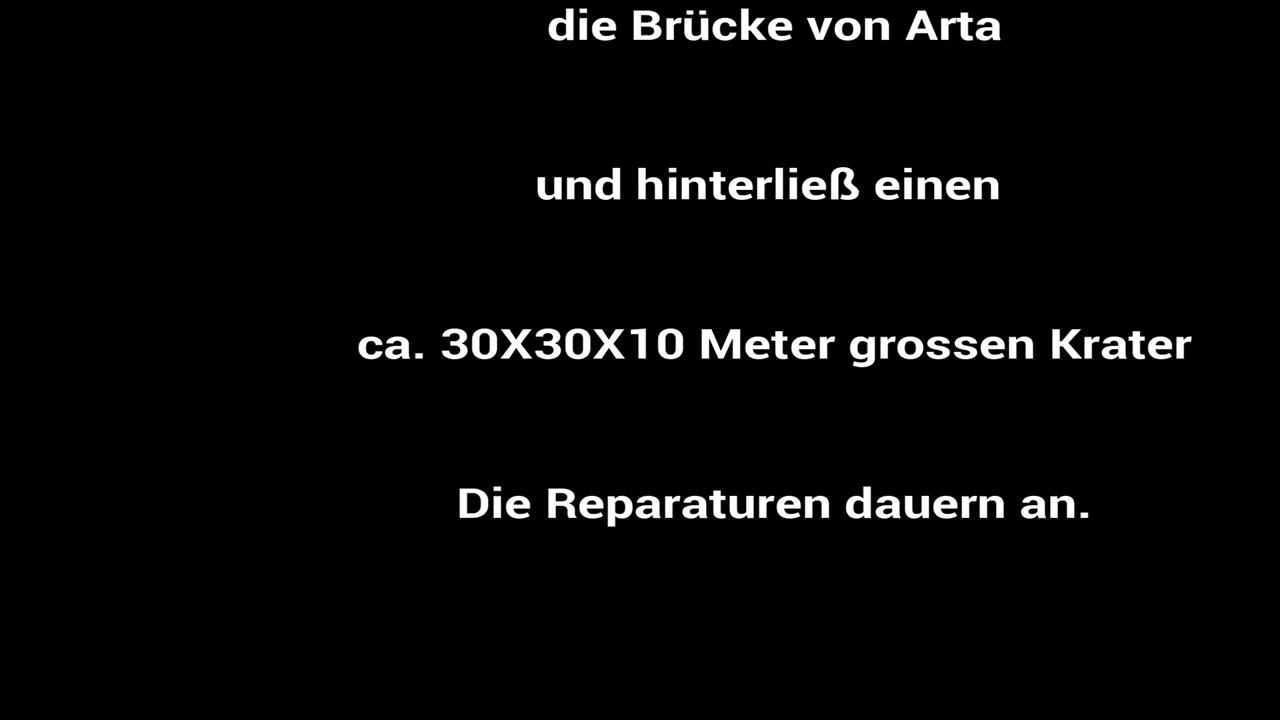 die Brücke von Arta
und hinterließ einen
ca. 30X30X10 Meter grossen Krater
Die Reparaturen dauern an.